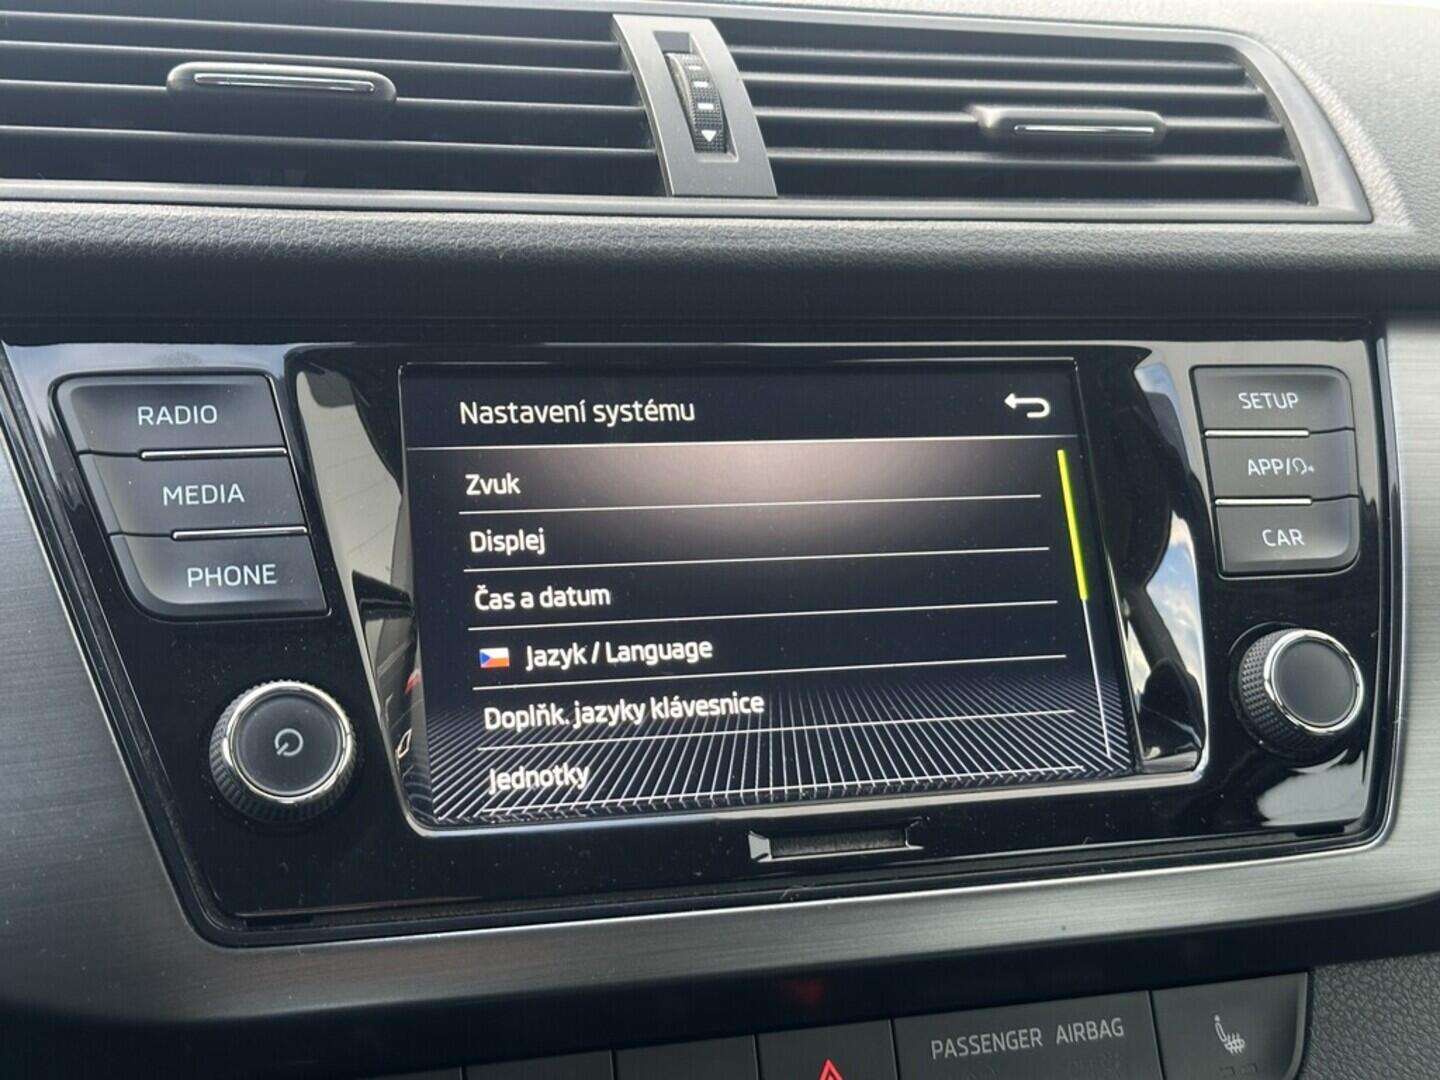 RADIO
MEDIA
PHONE
Nastavení systému
Zvuk
Displej
Čas a datum
Jazyk / Language
Doplňk. jazyky klávesnice
Jednotky
SETUP
APP/
CAR
PASSENGER AIRBAG